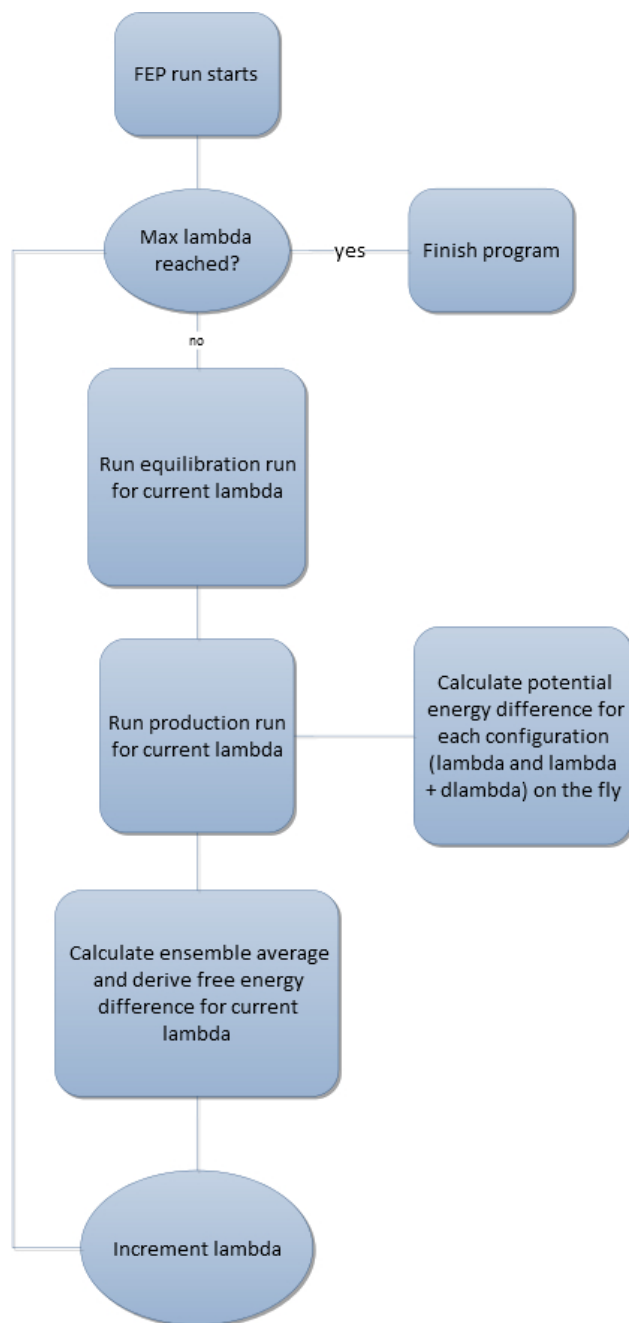 FEP run starts
Max lambda
reached?
yes
Finish program
no
Run equilibration run
for current lambda
Run production run
for current lambda
Calculate potential
energy difference for
each configuration
(lambda and lambda
+ dlambda) on the fly
Calculate ensemble average
and derive free energy
difference for current
lambda
Increment lambda